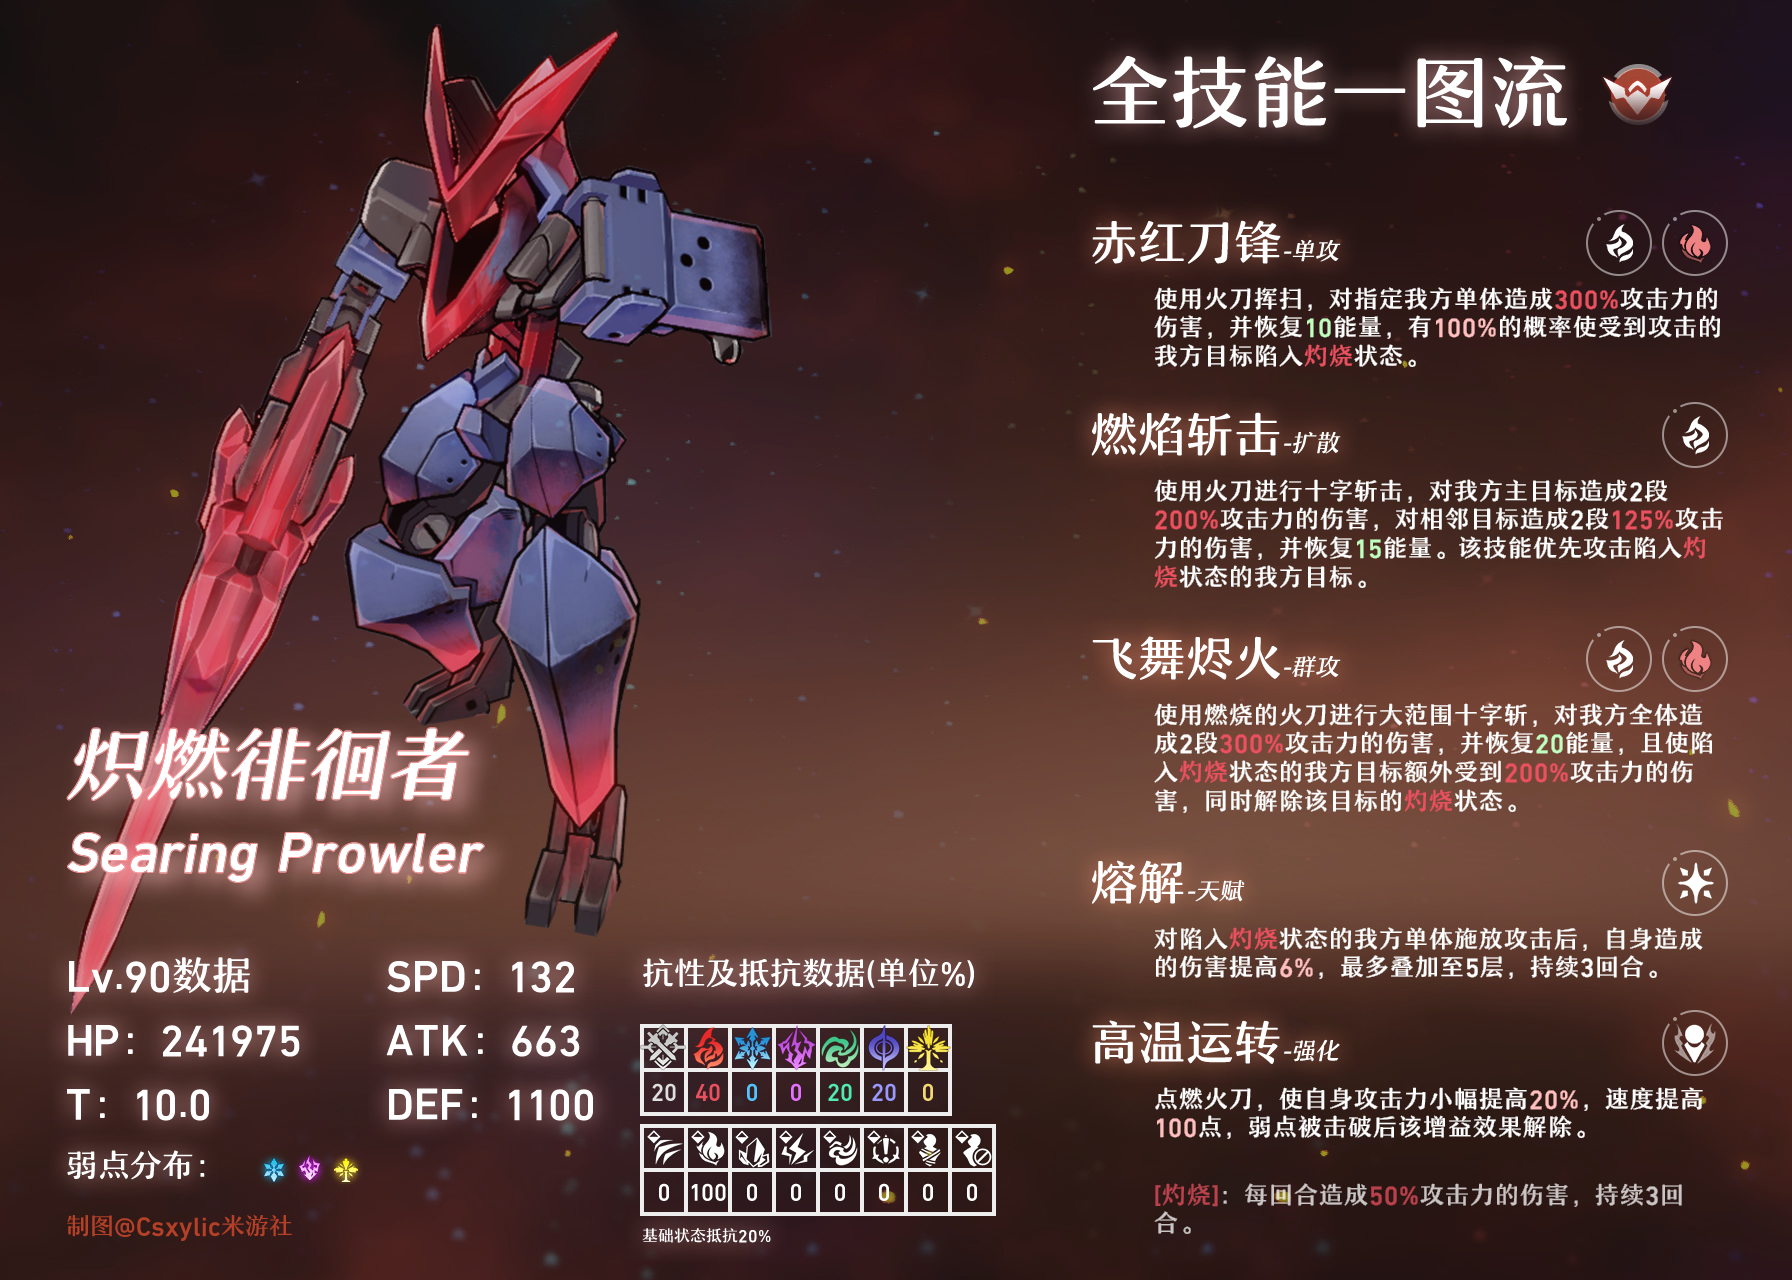 全技能一图流
赤红刀锋-单攻
使用火刀挥扫，对指定我方单体造成300%攻击力的
伤害，并恢复10能量，有100%的概率使受到攻击的
我方目标陷入灼烧状态。
燃焰斩击-扩散
使用火刀进行十字斩击，对我方主目标造成2段
200%攻击力的伤害，对相邻目标造成2段125%攻击
力的伤害，并恢复15能量。该技能优先攻击陷入灼
烧状态的我方目标。
飞舞烬火-群攻
使用燃烧的火刀进行大范围十字斩，对我方全体造
成2段300%攻击力的伤害，并恢复20能量，且使陷
入灼烧状态的我方目标额外受到200%攻击力的伤
害，同时解除该目标的灼烧状态。
熔解-天赋
对陷入灼烧状态的我方单体施放攻击后，自身造成
的伤害提高6%，最多叠加至5层，持续3回合。
高温运转-强化
点燃火刀，使自身攻击力小幅提高20%，速度提高
100点，弱点被击破后该增益效果解除。
[灼烧]：每回合造成50%攻击力的伤害，持续3回
合。
炽燃徘徊者
Searing Prowler
Lv.90数据 SPD：132
HP：241975 ATK：663
T：10.0 DEF：1100
弱点分布：
制图@Csxylic米游社
抗性及抵抗数据(单位%)
20 40 0 0 20 20 0
0 100 0 0 0 0 0 0
基础状态抵抗20%